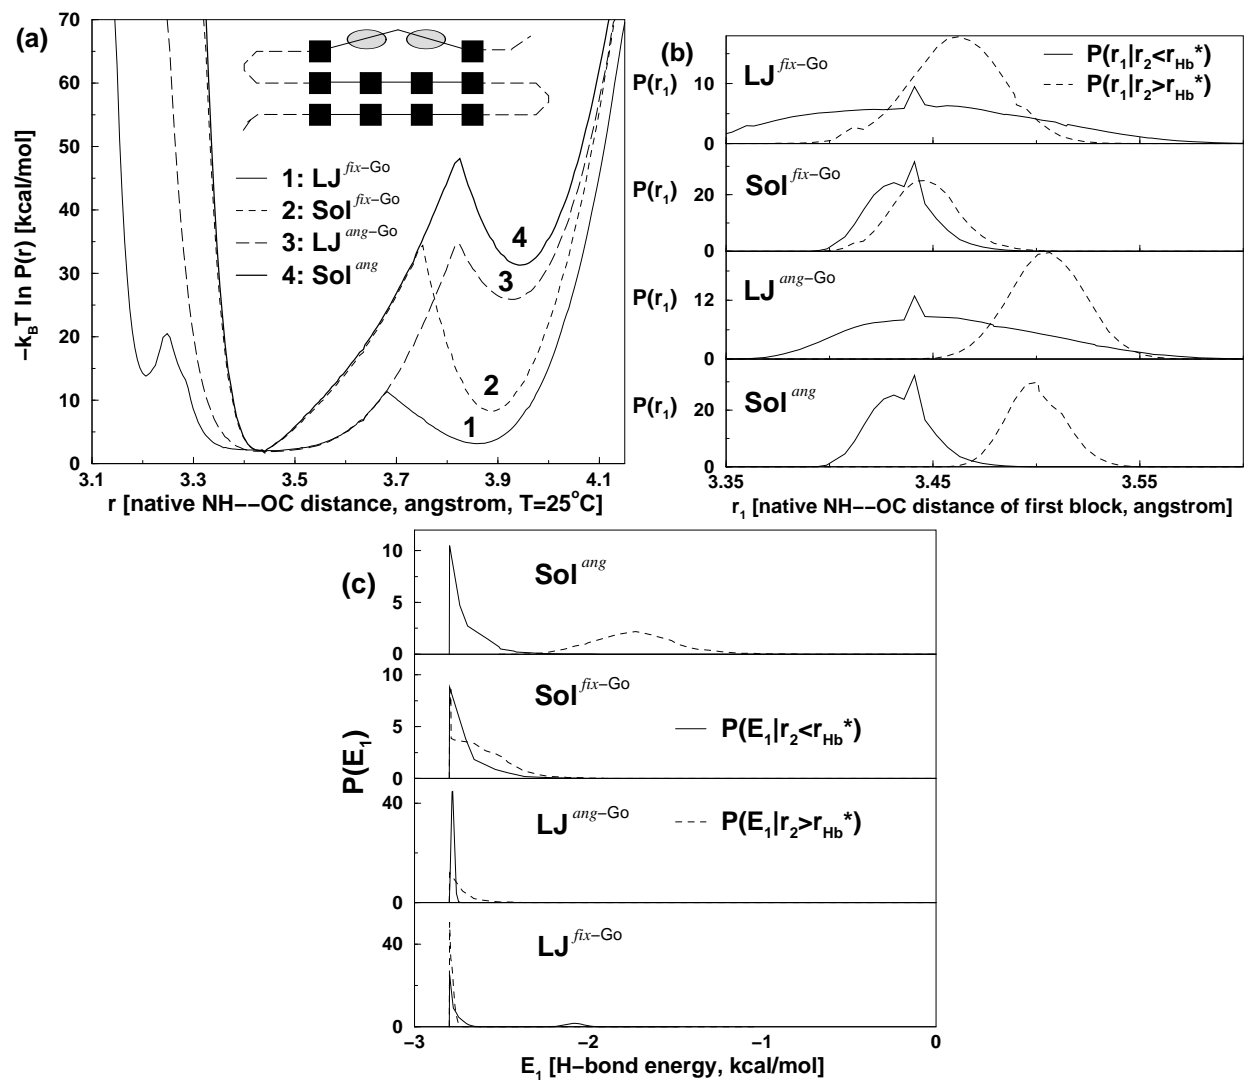 (a)
70
60
50
40
30
20
10
0
−k_BT ln P(r) [kcal/mol]
1: LJ^fix−Go
2: Sol^fix−Go
3: LJ^ang−Go
4: Sol^ang
4
3
2
1
3.1 3.3 3.5 3.7 3.9 4.1
r [native NH−−OC distance, angstrom, T=25°C]
(b)
P(r_1)
10
0
LJ^fix−Go
P(r_1|r_2<r_Hb*)
P(r_1|r_2>r_Hb*)
P(r_1)
20
0
Sol^fix−Go
P(r_1)
12
0
LJ^ang−Go
P(r_1)
20
0
Sol^ang
3.35 3.45 3.55
r_1 [native NH−−OC distance of first block, angstrom]
(c)
P(E_1)
10
5
0
Sol^ang
10
5
0
Sol^fix−Go
P(E_1|r_2<r_Hb*)
40
0
LJ^ang−Go
P(E_1|r_2>r_Hb*)
40
0
LJ^fix−Go
−3 −2 −1 0
E_1 [H−bond energy, kcal/mol]